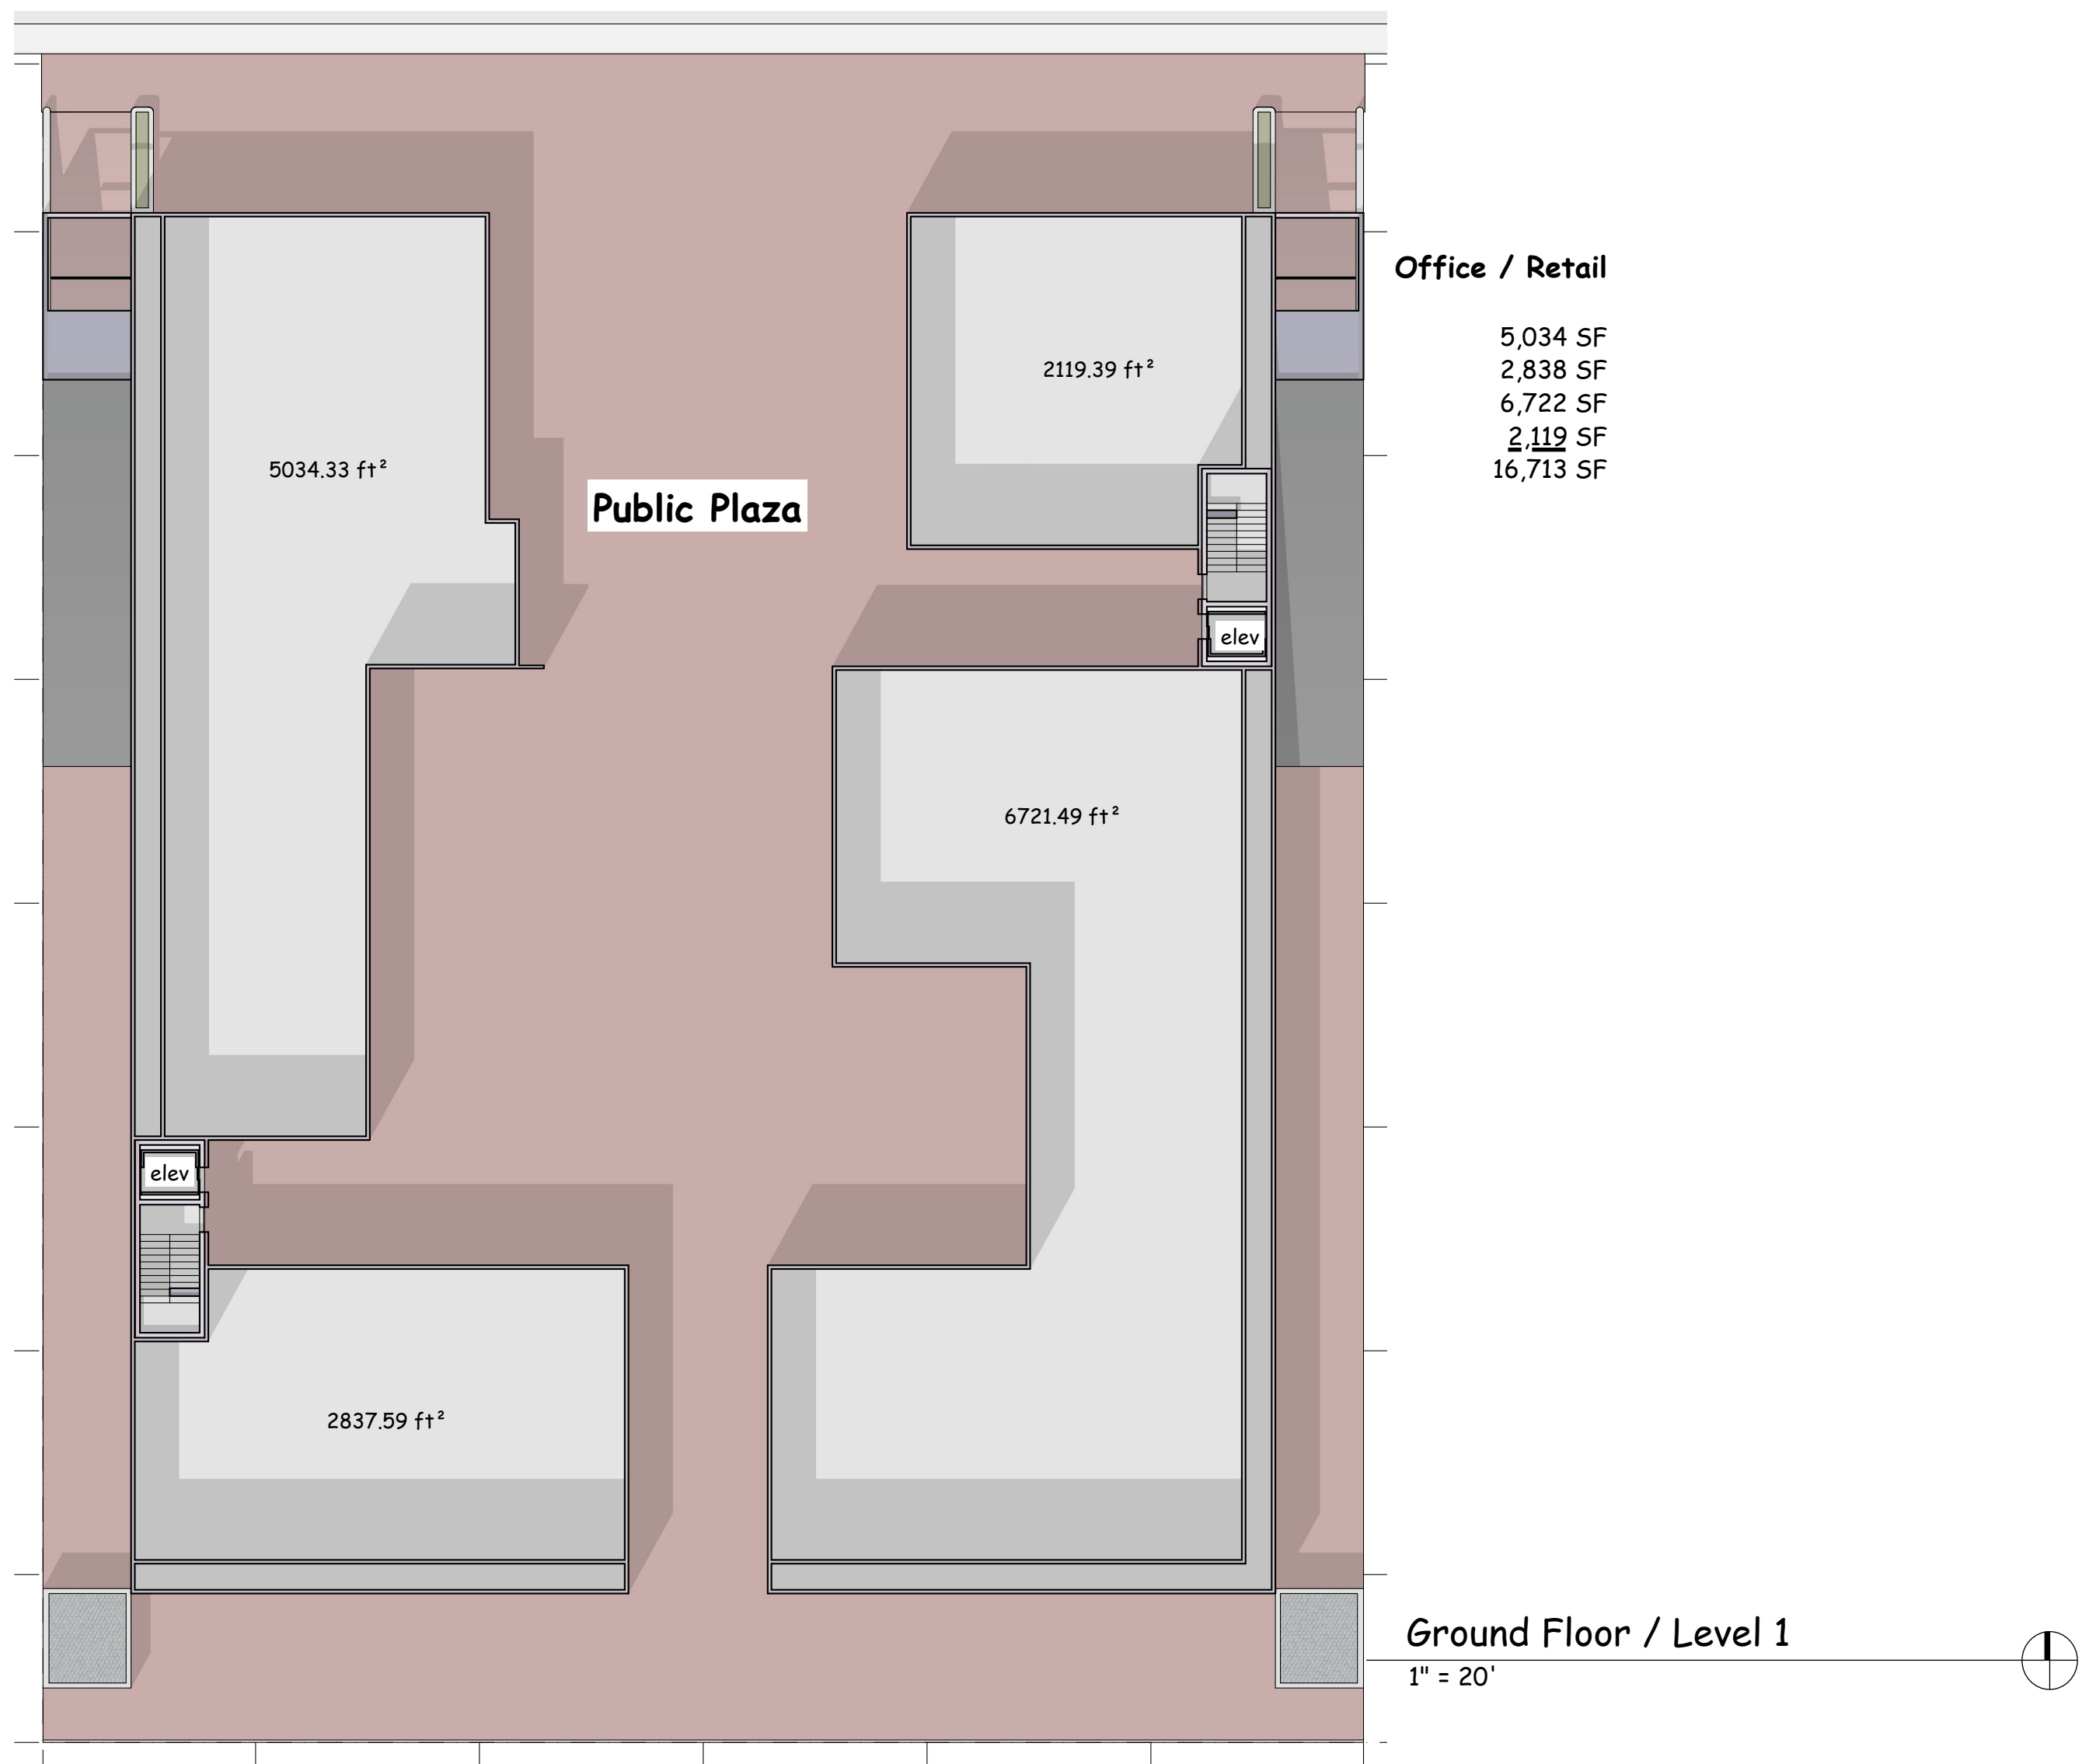 Office / Retail
5,034 SF
2,838 SF
6,722 SF
2,119 SF
16,713 SF
2119.39 ft²
5034.33 ft²
Public Plaza
elev
6721.49 ft²
elev
2837.59 ft²
Ground Floor / Level 1
1" = 20'